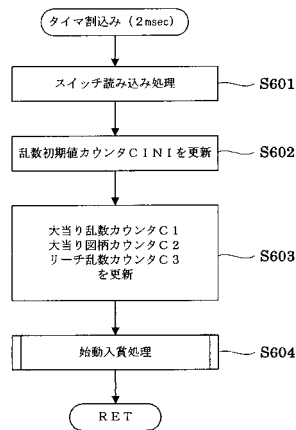 タイマ割込み (2msec)
スイッチ読み込み処理
S601
乱数初期値カウンタCINIを更新
S602
大当り乱数カウンタC1
大当り図柄カウンタC2
リーチ乱数カウンタC3
を更新
S603
始動入賞処理
S604
RET